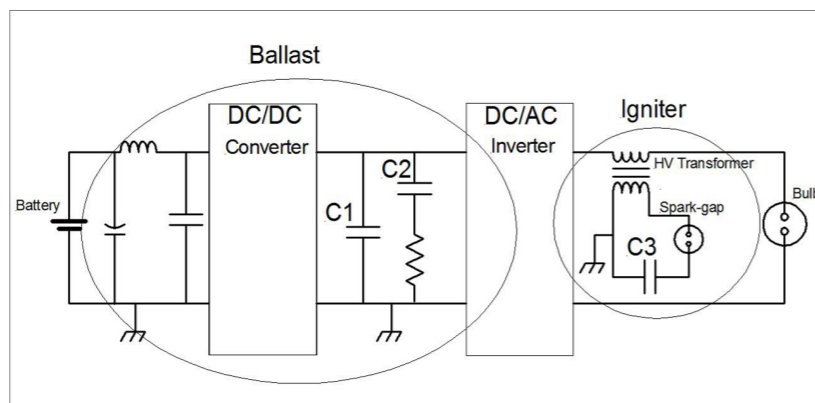 Ballast
DC/DC
Converter
DC/AC
Inverter
Igniter
HV Transformer
C2
Battery
C1
Spark-gap
Bulb
C3